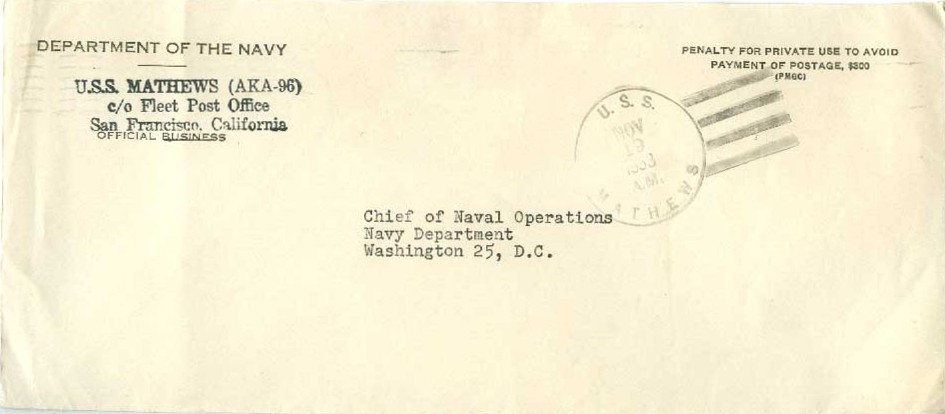 DEPARTMENT OF THE NAVY
U.S.S. MATHEWS (AKA-96)
c/o Fleet Post Office
San Francisco, California
OFFICIAL BUSINESS
PENALTY FOR PRIVATE USE TO AVOID
PAYMENT OF POSTAGE, $300
(PMGC)
U.S.S.
NOV
19
1953
A.M.
MATHEWS
Chief of Naval Operations
Navy Department
Washington 25, D.C.